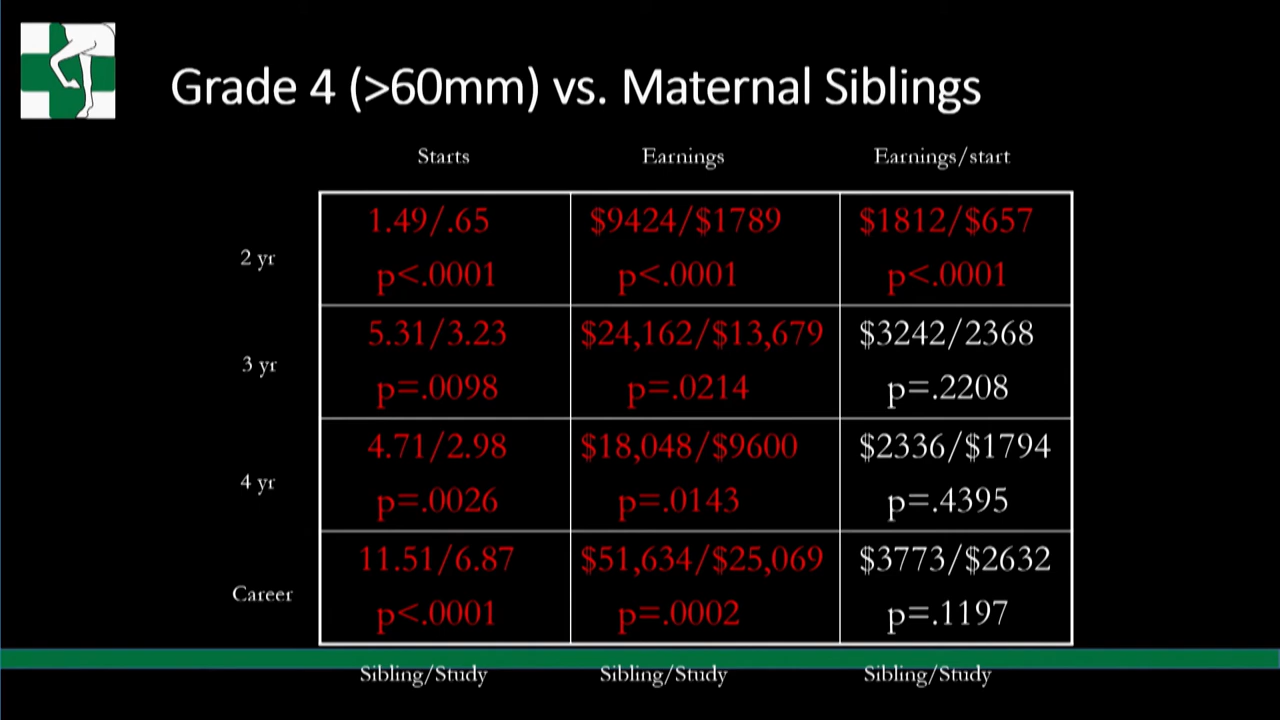 Grade 4 (>60mm) vs. Maternal Siblings
Starts Earnings Earnings/start
2 yr
1.49/.65 $9424/$1789 $1812/$657
p<.0001 p<.0001 p<.0001
3 yr
5.31/3.23 $24,162/$13,679 $3242/2368
p=.0098 p=.0214 p=.2208
4 yr
4.71/2.98 $18,048/$9600 $2336/$1794
p=.0026 p=.0143 p=.4395
Career
11.51/6.87 $51,634/$25,069 $3773/$2632
p<.0001 p=.0002 p=.1197
Sibling/Study Sibling/Study Sibling/Study